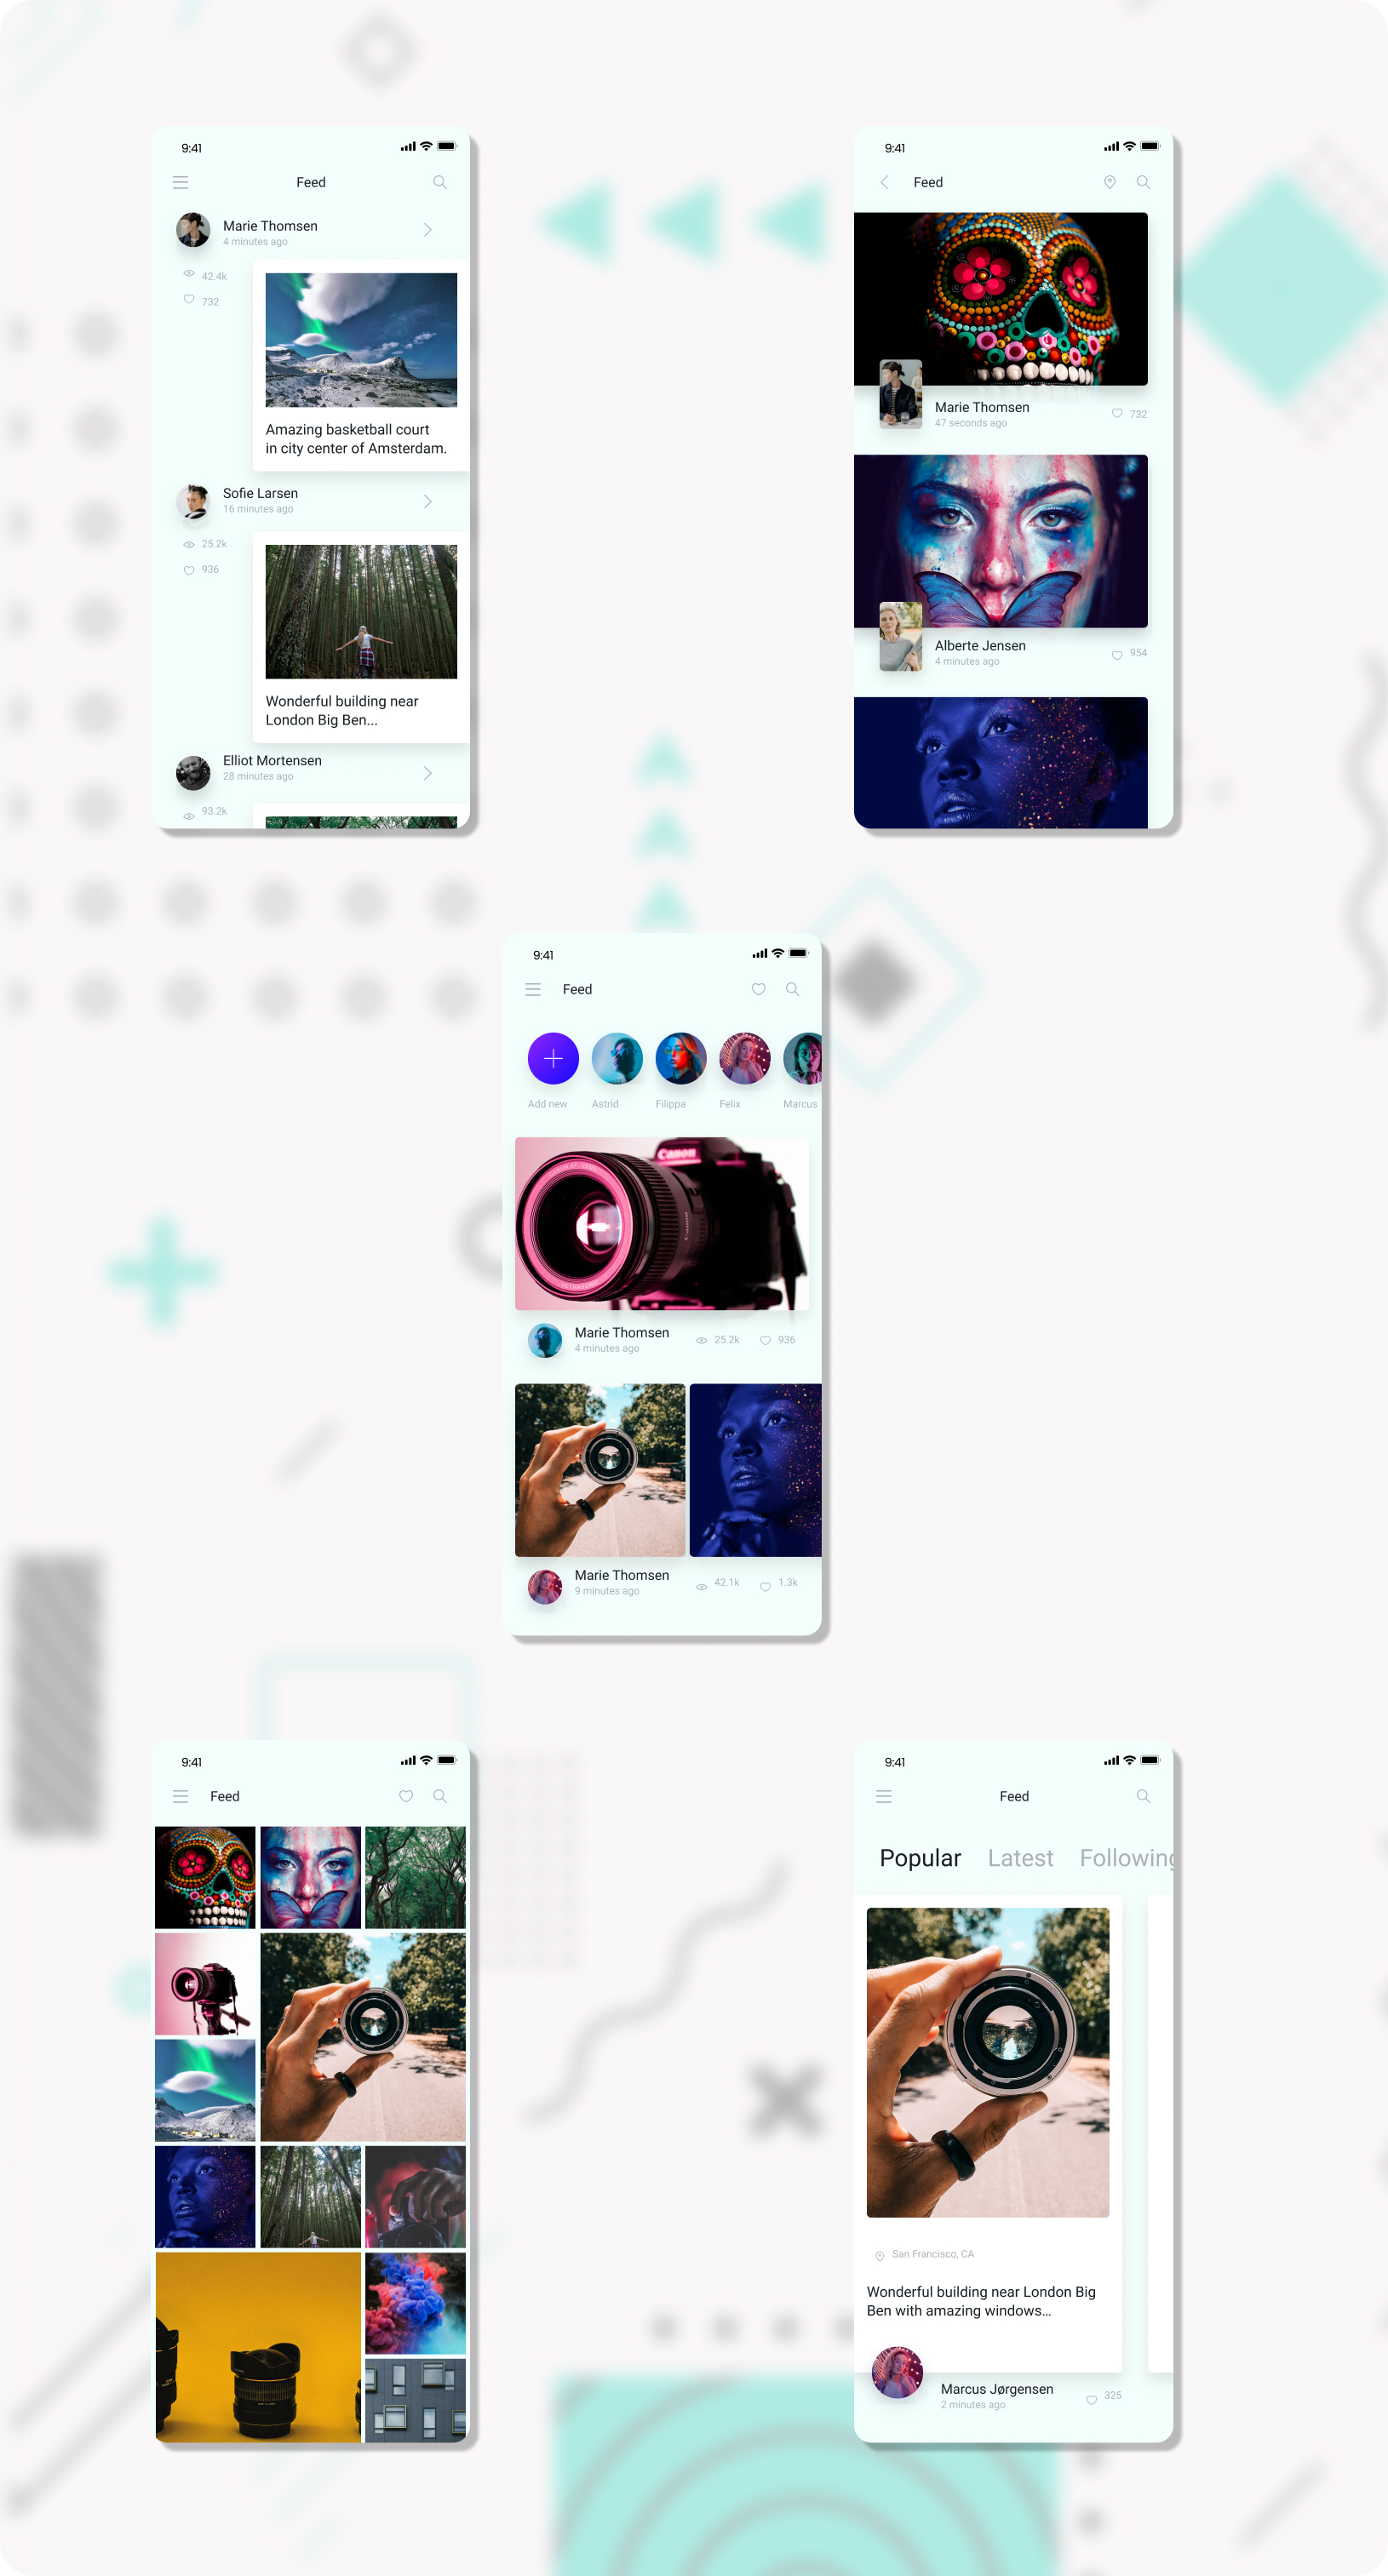 9:41
Feed
Marie Thomsen
4 minutes ago
42.4k
732
Amazing basketball court
in city center of Amsterdam.
Sofie Larsen
16 minutes ago
25.2k
936
Wonderful building near
London Big Ben...
Elliot Mortensen
28 minutes ago
93.2k
9:41
Feed
Marie Thomsen
47 seconds ago
732
Alberte Jensen
4 minutes ago
954
9:41
Feed
Add new
Astrid
Filippa
Felix
Marcus
Canon
Marie Thomsen
4 minutes ago
25.2k
936
Marie Thomsen
9 minutes ago
42.1k
1.3k
9:41
Feed
9:41
Feed
Popular
Latest
Following
San Francisco, CA
Wonderful building near London Big
Ben with amazing windows...
Marcus Jørgensen
2 minutes ago
325